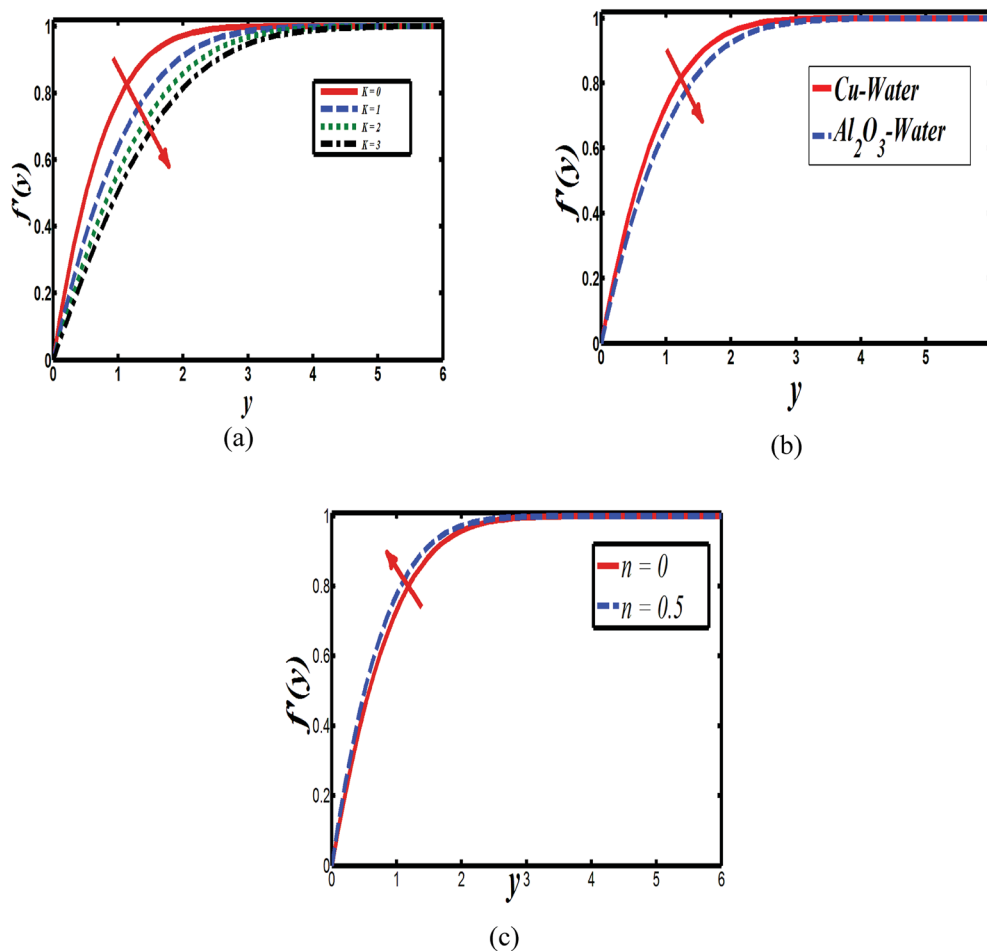 1
0.8
0.6
0.4
0.2
0
f'(y)
K = 0
K = 1
K = 2
K = 3
0 1 2 3 4 5 6
y
(a)
1
0.8
0.6
0.4
0.2
0
f'(y)
Cu-Water
Al₂O₃-Water
0 1 2 3 4 5
y
(b)
1
0.8
0.6
0.4
0.2
0
f'(y)
n = 0
n = 0.5
0 1 2 3 4 5 6
y
(c)